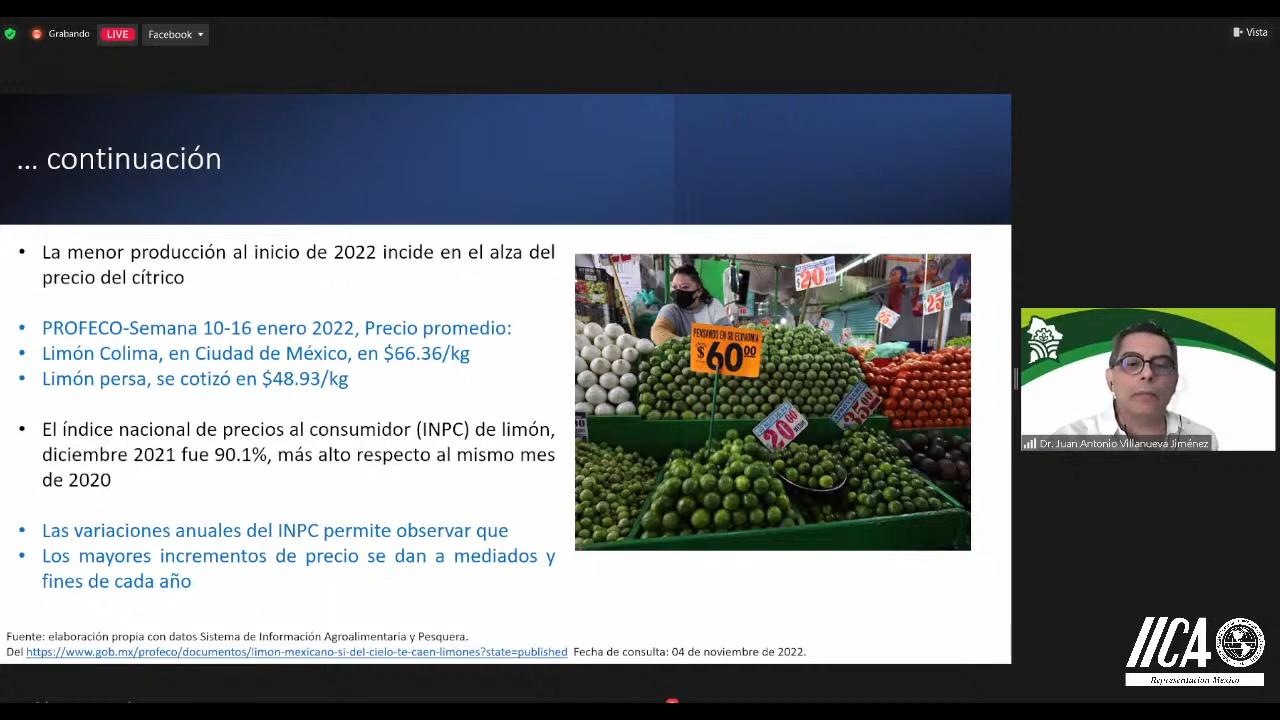 Grabando
LIVE
Facebook
Vista
... continuación
• La menor producción al inicio de 2022 incide en el alza del
precio del cítrico
• PROFECO-Semana 10-16 enero 2022, Precio promedio:
• Limón Colima, en Ciudad de México, en $66.36/kg
• Limón persa, se cotizó en $48.93/kg
• El índice nacional de precios al consumidor (INPC) de limón,
diciembre 2021 fue 90.1%, más alto respecto al mismo mes
de 2020
• Las variaciones anuales del INPC permite observar que
• Los mayores incrementos de precio se dan a mediados y
fines de cada año
$20
25
PENSANDO EN SU ECONOMIA
$60.00
20.00
35.00
Dr. Juan Antonio Villanueva Jiménez
Fuente: elaboración propia con datos Sistema de Información Agroalimentaria y Pesquera.
Del https://www.gob.mx/profeco/documentos/limon-mexicano-si-del-cielo-te-caen-limones?state=published Fecha de consulta: 04 de noviembre de 2022.
IICA
Representación México